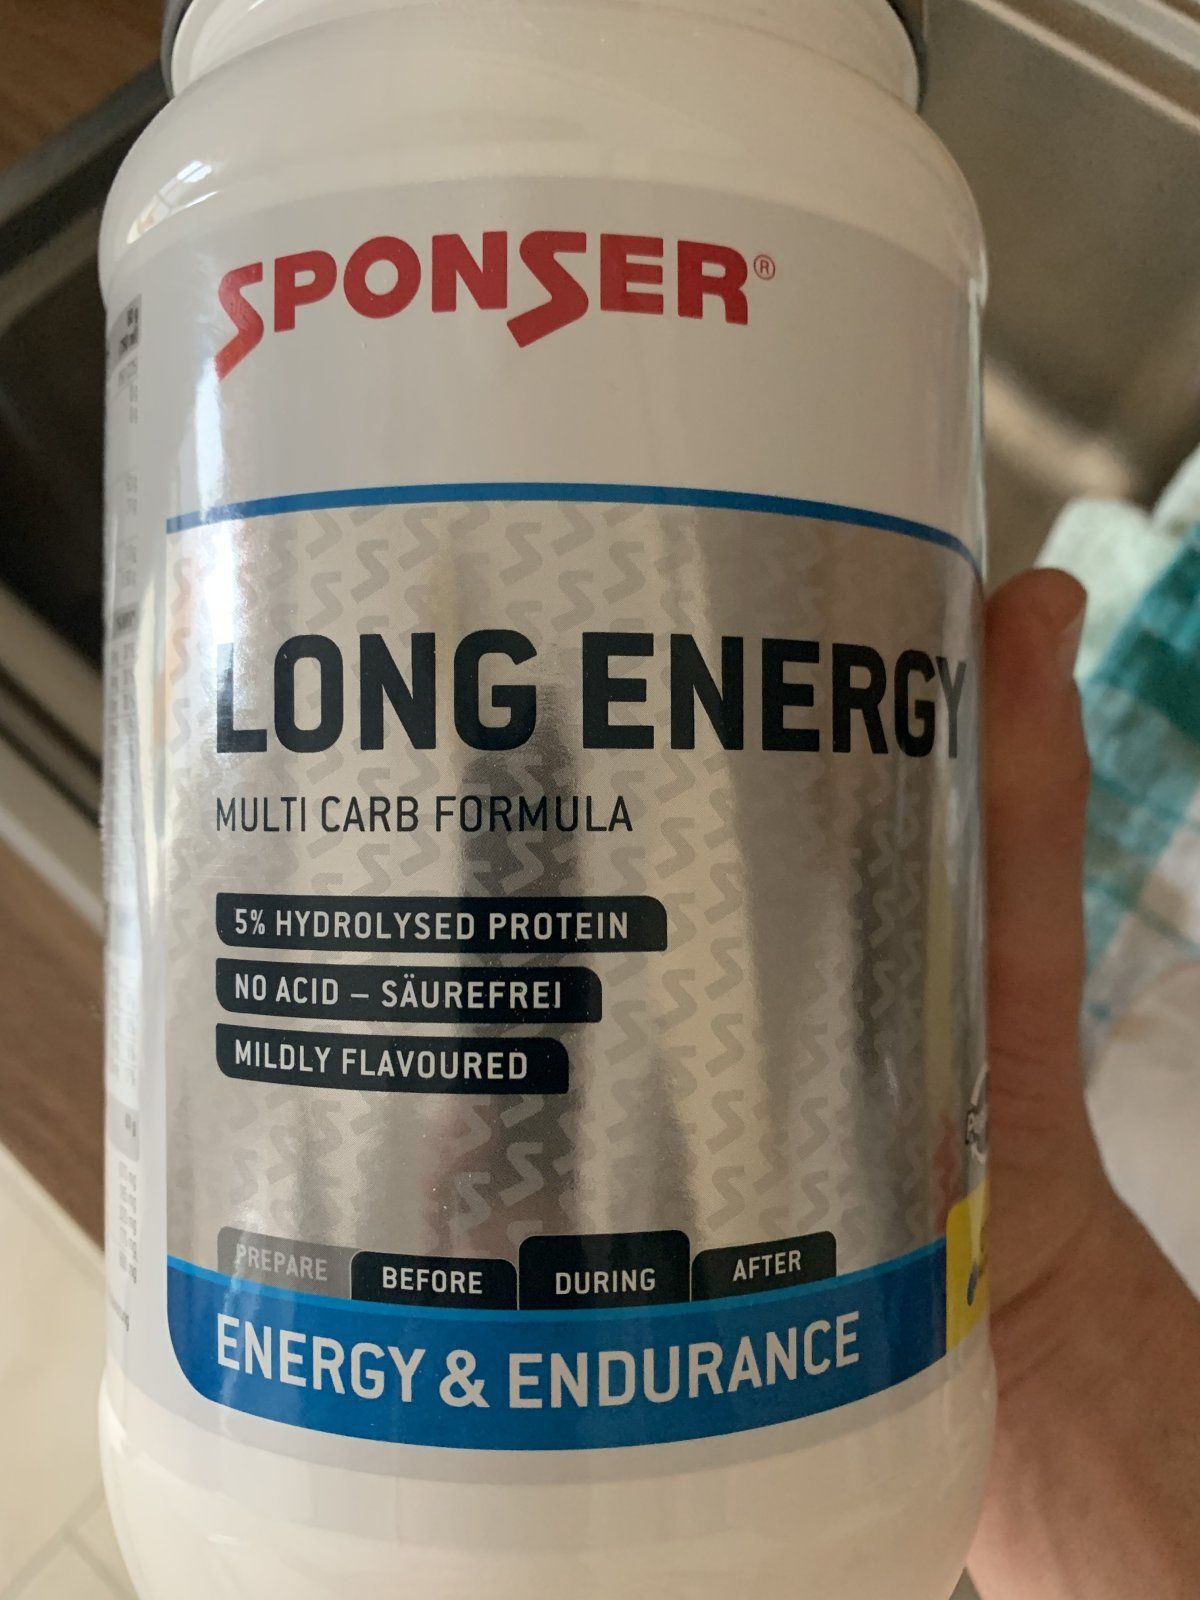 SPONSER®
LONG ENERGY
MULTI CARB FORMULA
5% HYDROLYSED PROTEIN
NO ACID – SÄUREFREI
MILDLY FLAVOURED
PREPARE BEFORE DURING AFTER
ENERGY & ENDURANCE